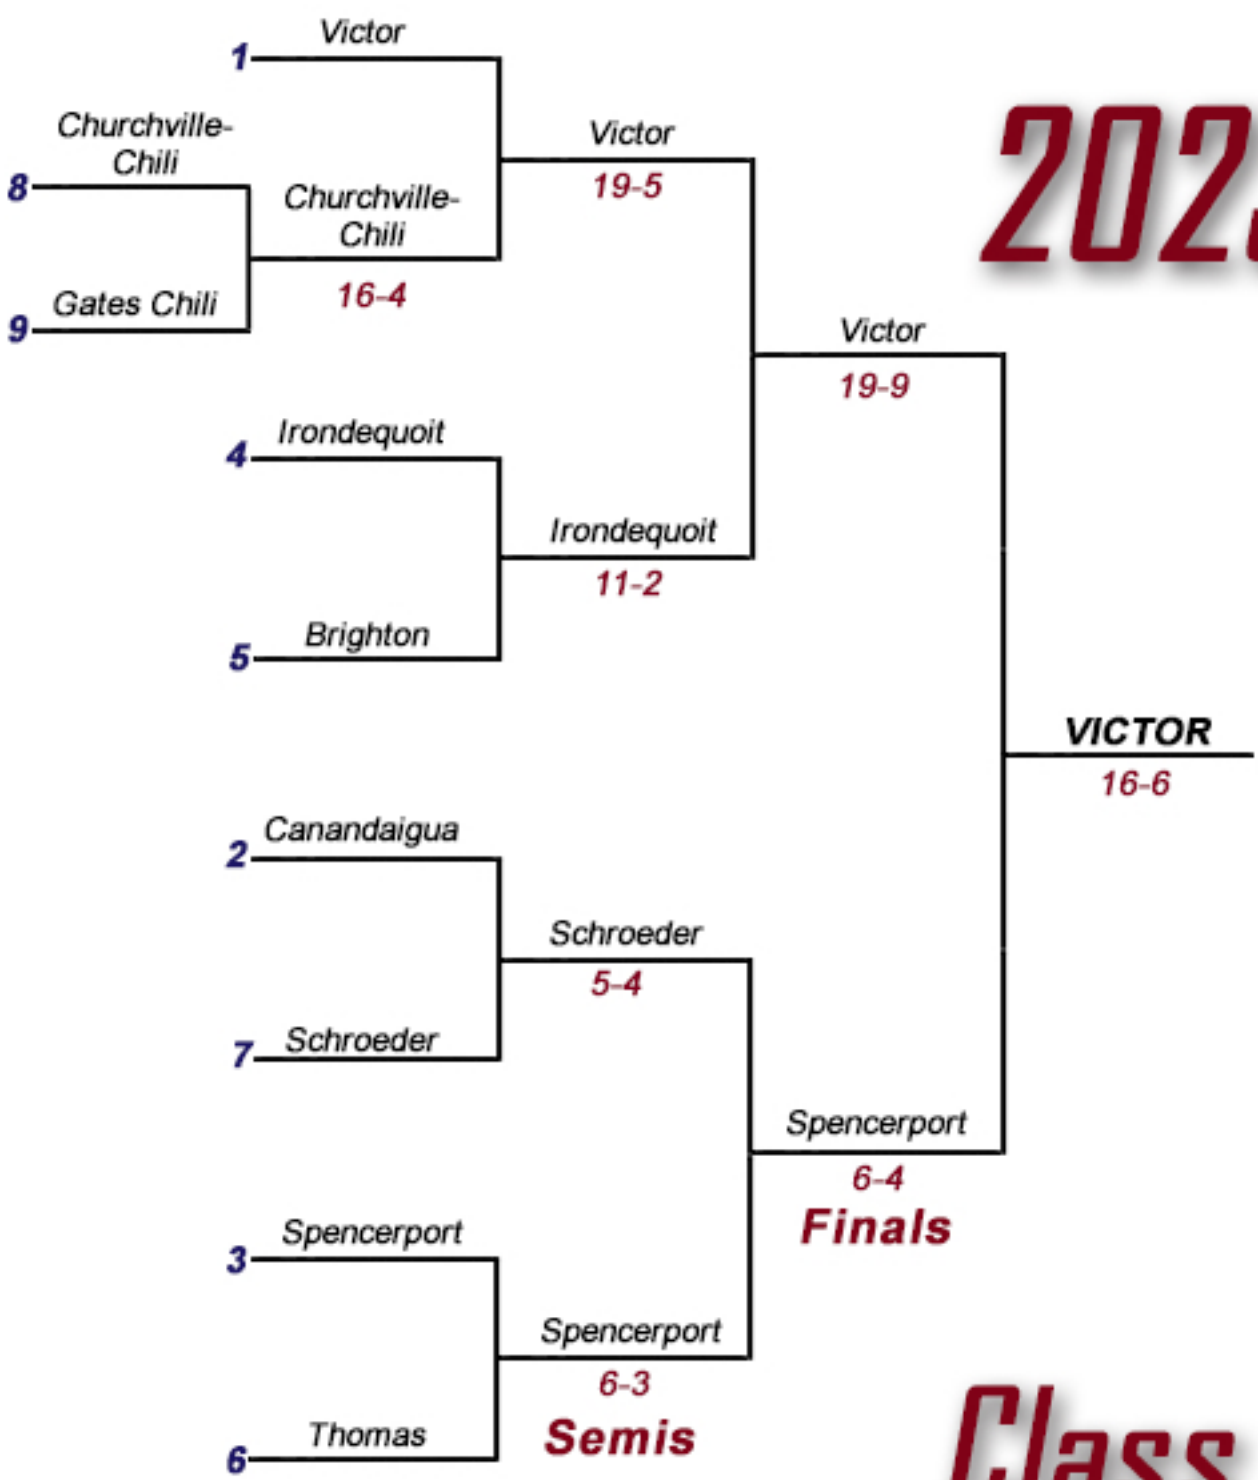 1 Victor
Churchville-
Chili
8
Victor
19-5
Churchville-
Chili
16-4
9 Gates Chili
Victor
19-9
4 Irondequoit
Irondequoit
11-2
5 Brighton
VICTOR
16-6
2 Canandaigua
Schroeder
5-4
7 Schroeder
Spencerport
6-4
Finals
3 Spencerport
Spencerport
6-3
Semis
6 Thomas
202
Class